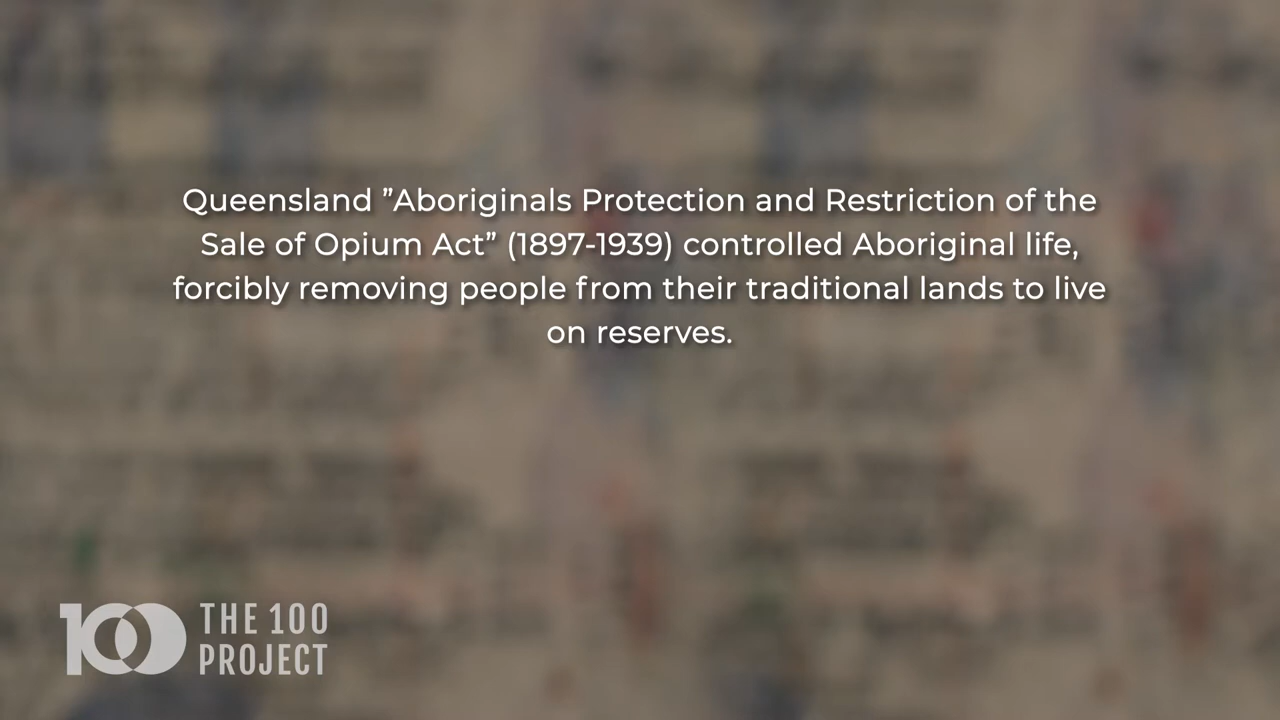 Queensland ”Aboriginals Protection and Restriction of the
Sale of Opium Act” (1897-1939) controlled Aboriginal life,
forcibly removing people from their traditional lands to live
on reserves.
100 THE 100
PROJECT